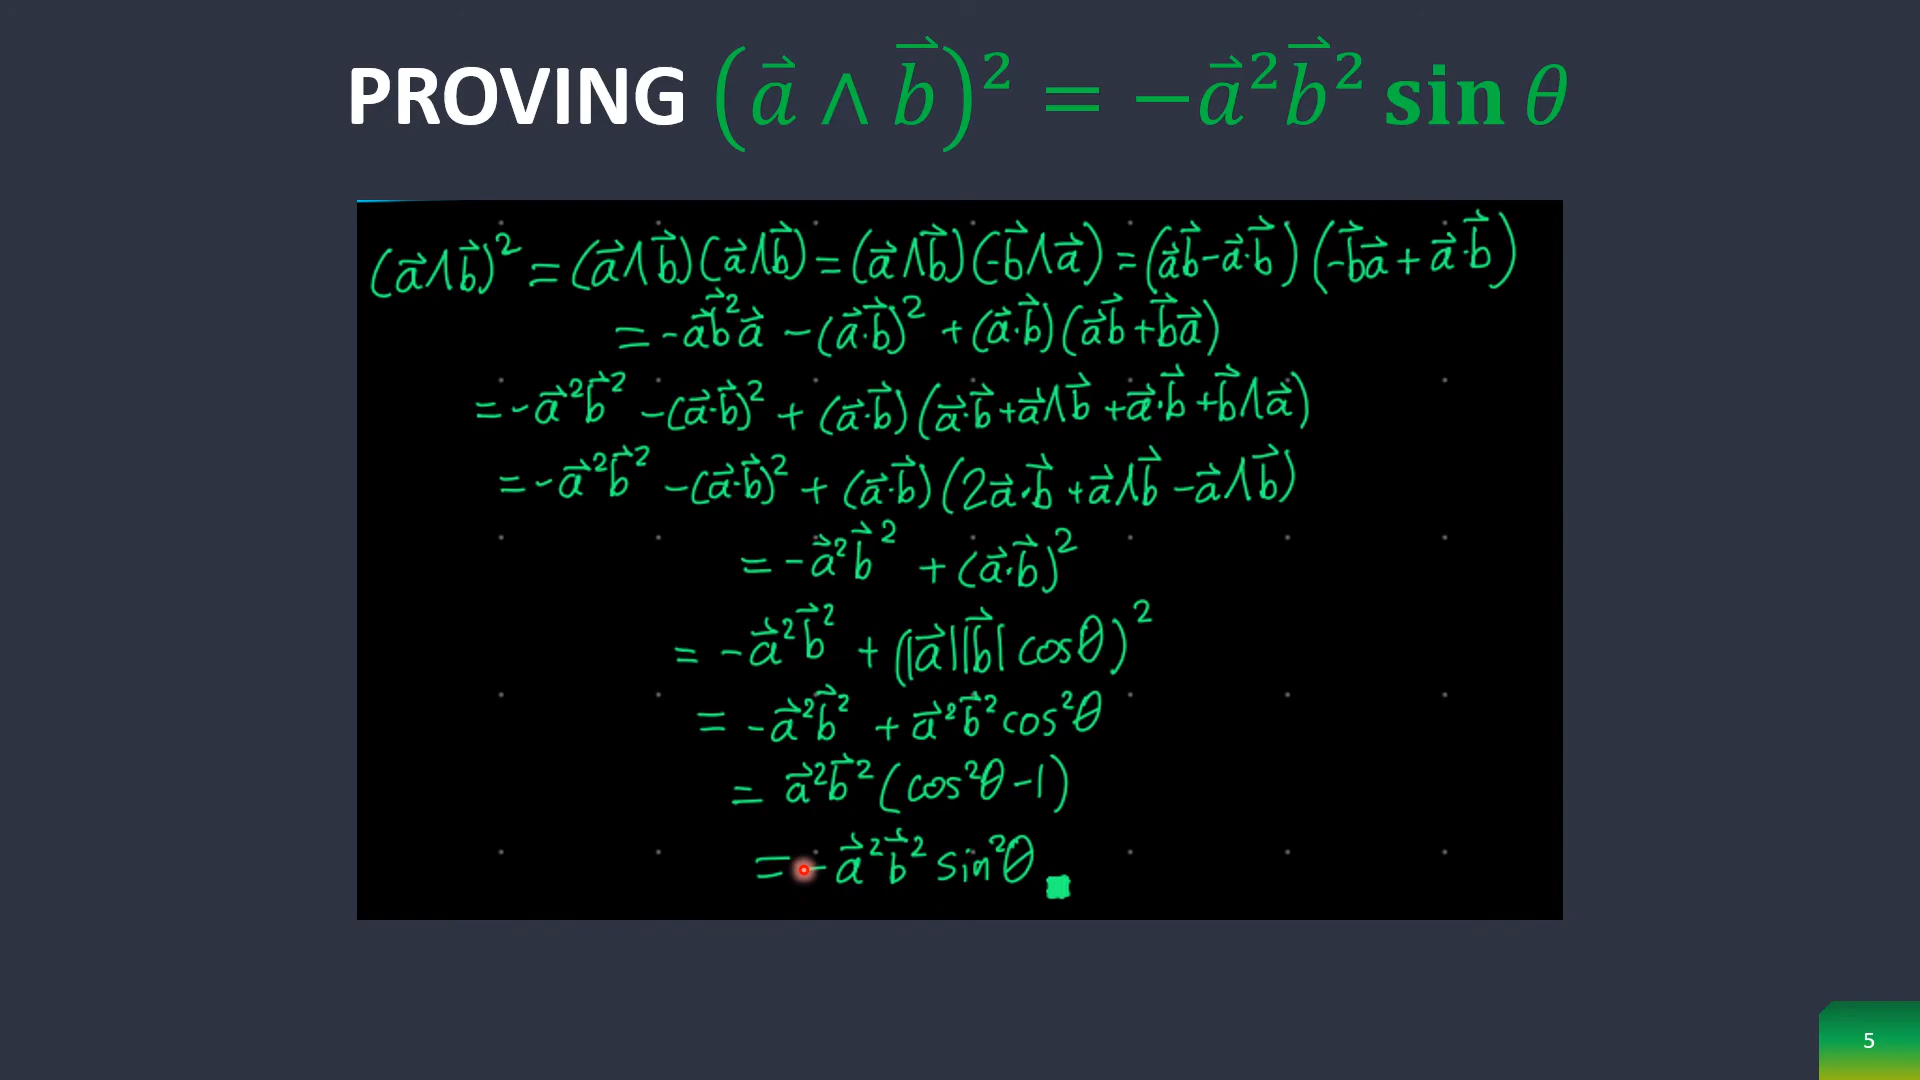 PROVING (a⃗ ∧ b⃗)² = −a⃗²b⃗² sin θ
(a⃗∧b⃗)² = (a⃗∧b⃗)(a⃗∧b⃗) = (a⃗∧b⃗)(-b⃗∧a⃗) = (a⃗b⃗-a⃗·b⃗)(-b⃗a⃗+a⃗·b⃗)
= -a⃗b⃗²a⃗ -(a⃗·b⃗)² + (a⃗·b⃗)(a⃗b⃗+b⃗a⃗)
= -a⃗²b⃗² -(a⃗·b⃗)² + (a⃗·b⃗)(a⃗·b⃗+a⃗∧b⃗+a⃗·b⃗+b⃗∧a⃗)
= -a⃗²b⃗² -(a⃗·b⃗)² + (a⃗·b⃗)(2a⃗·b⃗+a⃗∧b⃗-a⃗∧b⃗)
= -a⃗²b⃗² + (a⃗·b⃗)²
= -a⃗²b⃗² + (|a⃗||b⃗| cosθ)²
= -a⃗²b⃗² + a⃗²b⃗² cos²θ
= a⃗²b⃗² (cos²θ-1)
= -a⃗²b⃗² sin²θ ■
5